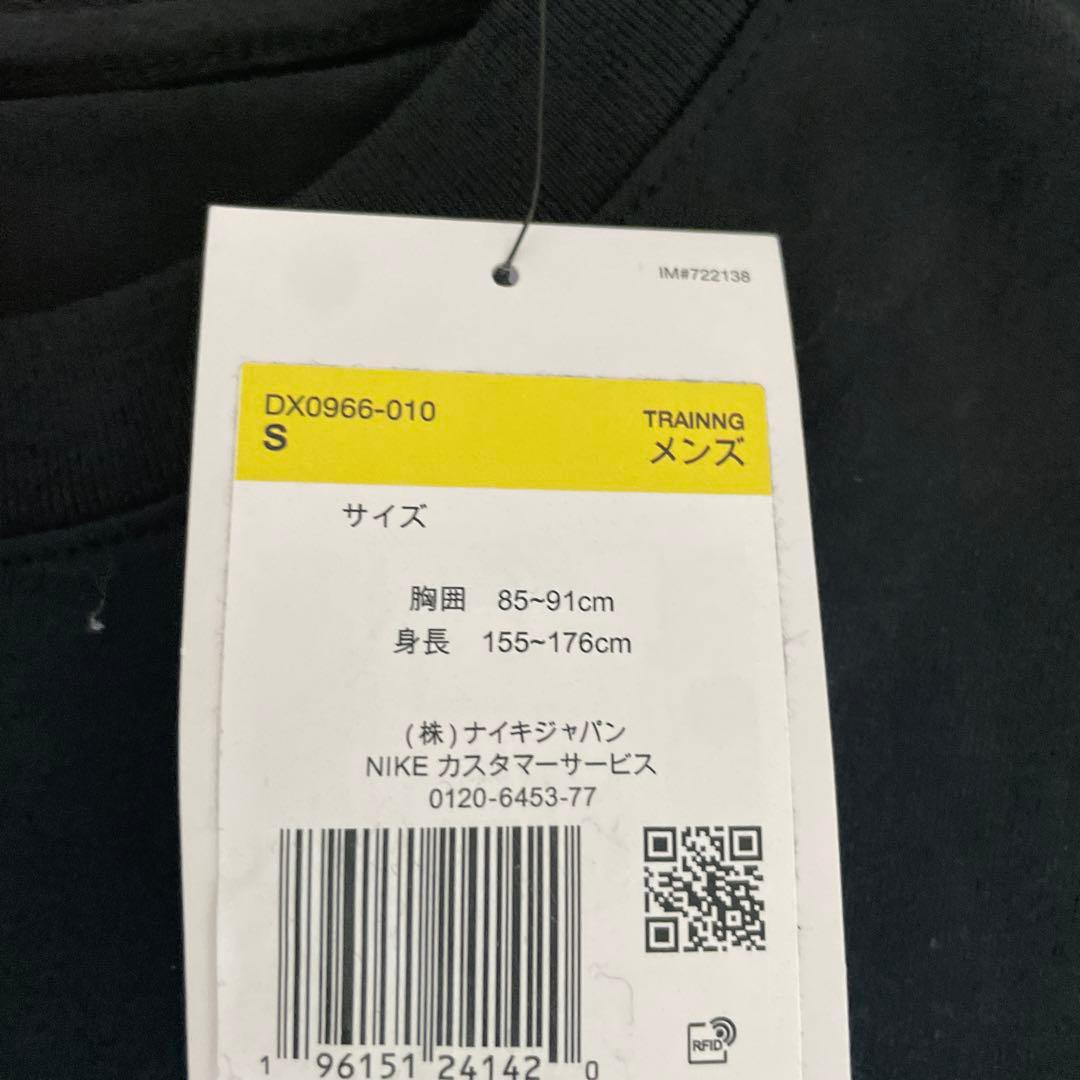 IM#722138
DX0966-010
S
TRAINNG
メンズ
サイズ
胸囲 85~91cm
身長 155~176cm
(株)ナイキジャパン
NIKE カスタマーサービス
0120-6453-77
1 96151 24142 0
RFID